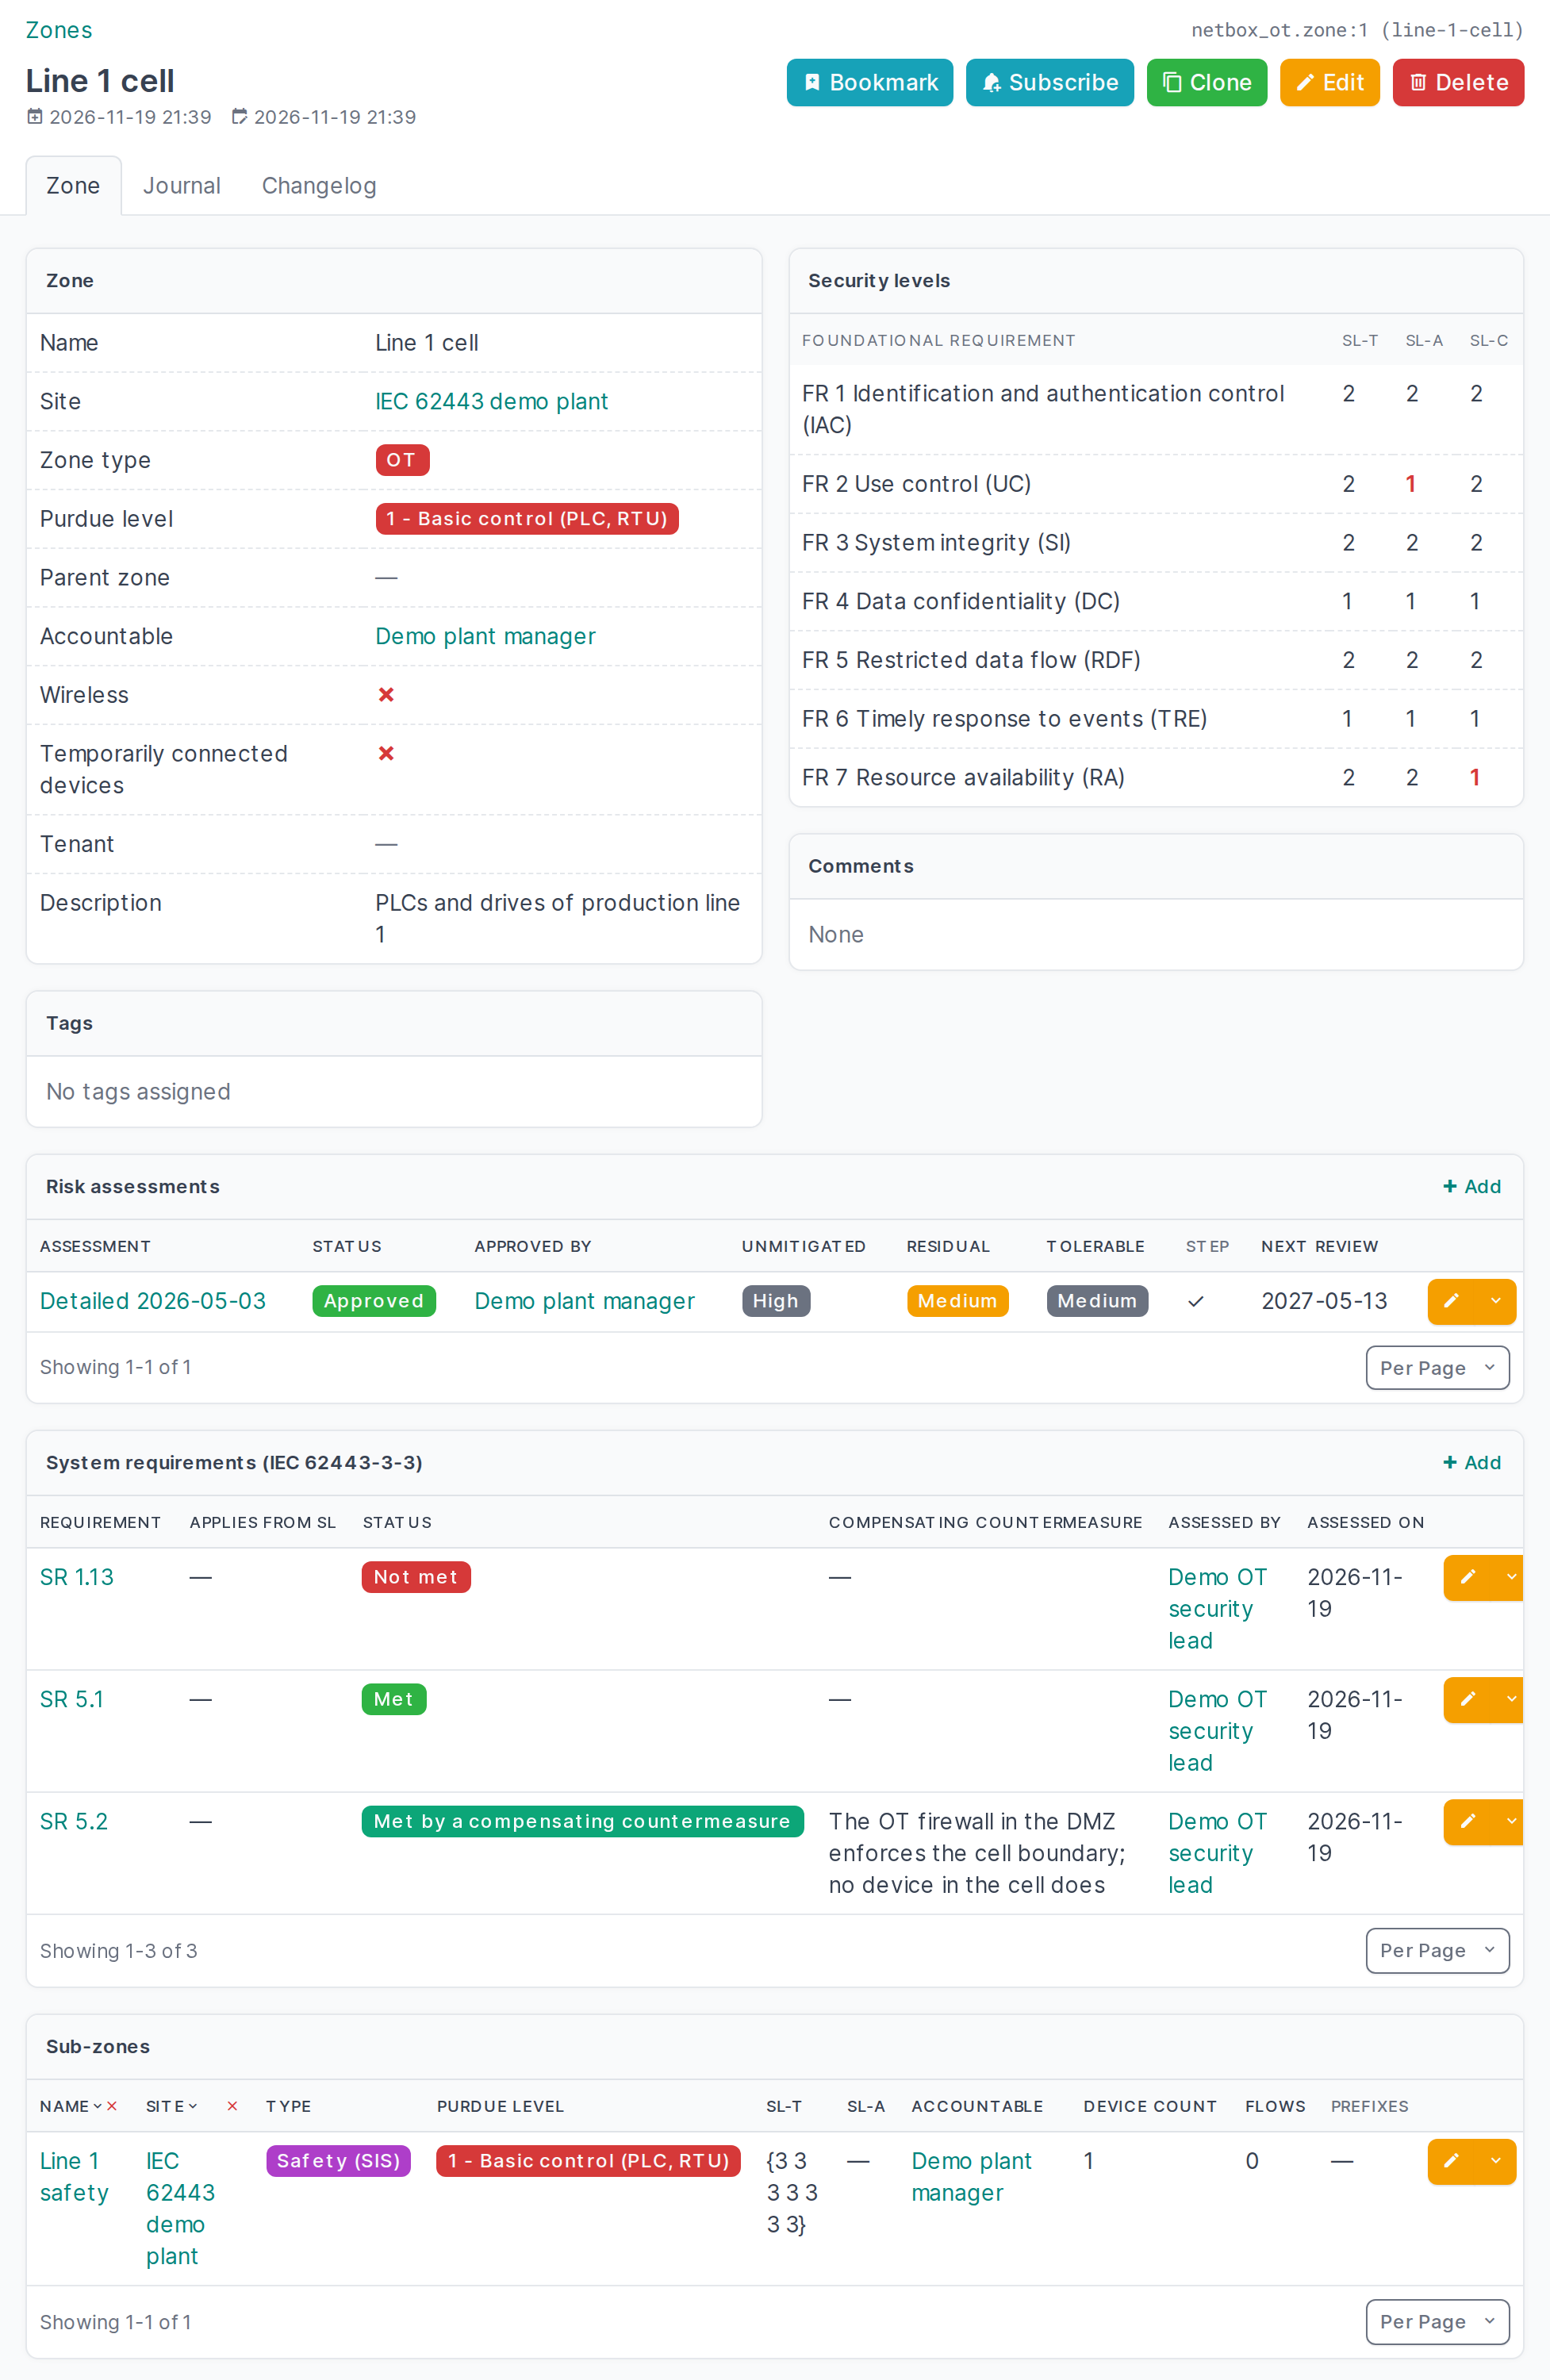 Zones
netbox_ot.zone:1 (line-1-cell)
Line 1 cell
Bookmark Subscribe Clone Edit Delete
2026-11-19 21:39 2026-11-19 21:39
Zone Journal Changelog
Zone
Name Line 1 cell
Site IEC 62443 demo plant
Zone type OT
Purdue level 1 - Basic control (PLC, RTU)
Parent zone —
Accountable Demo plant manager
Wireless
Temporarily connected
devices
Tenant —
Description PLCs and drives of production line
1
Tags
No tags assigned
Security levels
FOUNDATIONAL REQUIREMENT SL-T SL-A SL-C
FR 1 Identification and authentication control 2 2 2
(IAC)
FR 2 Use control (UC) 2 1 2
FR 3 System integrity (SI) 2 2 2
FR 4 Data confidentiality (DC) 1 1 1
FR 5 Restricted data flow (RDF) 2 2 2
FR 6 Timely response to events (TRE) 1 1 1
FR 7 Resource availability (RA) 2 2 1
Comments
None
Risk assessments + Add
ASSESSMENT STATUS APPROVED BY UNMITIGATED RESIDUAL TOLERABLE STEP NEXT REVIEW
Detailed 2026-05-03 Approved Demo plant manager High Medium Medium ✓ 2027-05-13
Showing 1-1 of 1 Per Page
System requirements (IEC 62443-3-3) + Add
REQUIREMENT APPLIES FROM SL STATUS COMPENSATING COUNTERMEASURE ASSESSED BY ASSESSED ON
SR 1.13 — Not met — Demo OT 2026-11-
security 19
lead
SR 5.1 — Met — Demo OT 2026-11-
security 19
lead
SR 5.2 — Met by a compensating countermeasure The OT firewall in the DMZ Demo OT 2026-11-
enforces the cell boundary; security 19
no device in the cell does lead
Showing 1-3 of 3 Per Page
Sub-zones
NAME SITE TYPE PURDUE LEVEL SL-T SL-A ACCOUNTABLE DEVICE COUNT FLOWS PREFIXES
Line 1 IEC Safety (SIS) 1 - Basic control (PLC, RTU) {3 3 — Demo plant 1 0 —
safety 62443 3 3 3 manager
demo 3 3}
plant
Showing 1-1 of 1 Per Page